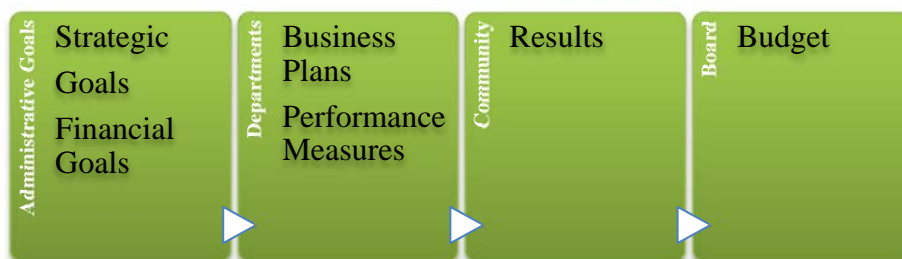 Administrative Goals
Strategic
Goals
Financial
Goals
Departments
Business
Plans
Performance
Measures
Community
Results
Board
Budget